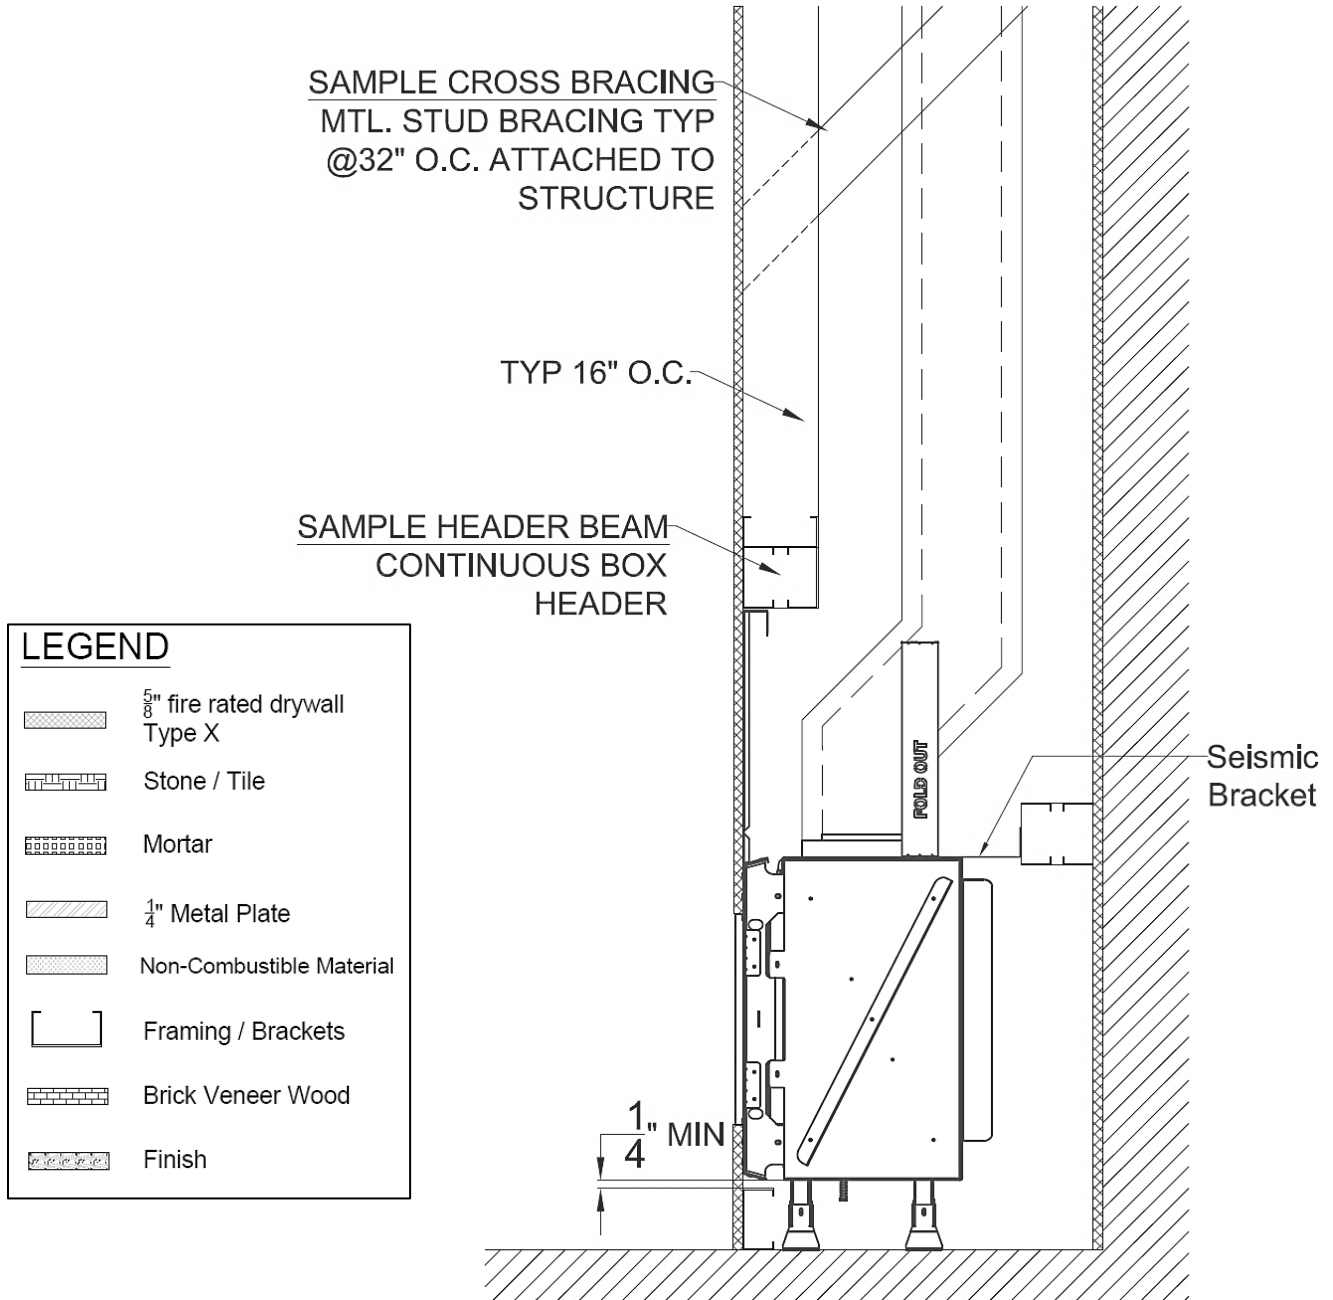 SAMPLE CROSS BRACING
MTL. STUD BRACING TYP
@32" O.C. ATTACHED TO
STRUCTURE
TYP 16" O.C.
SAMPLE HEADER BEAM
CONTINUOUS BOX
HEADER
LEGEND
5/8" fire rated drywall
Type X
Stone / Tile
Mortar
1/4" Metal Plate
Non-Combustible Material
Framing / Brackets
Brick Veneer Wood
Finish
FOLD OUT
Seismic
Bracket
1/4" MIN